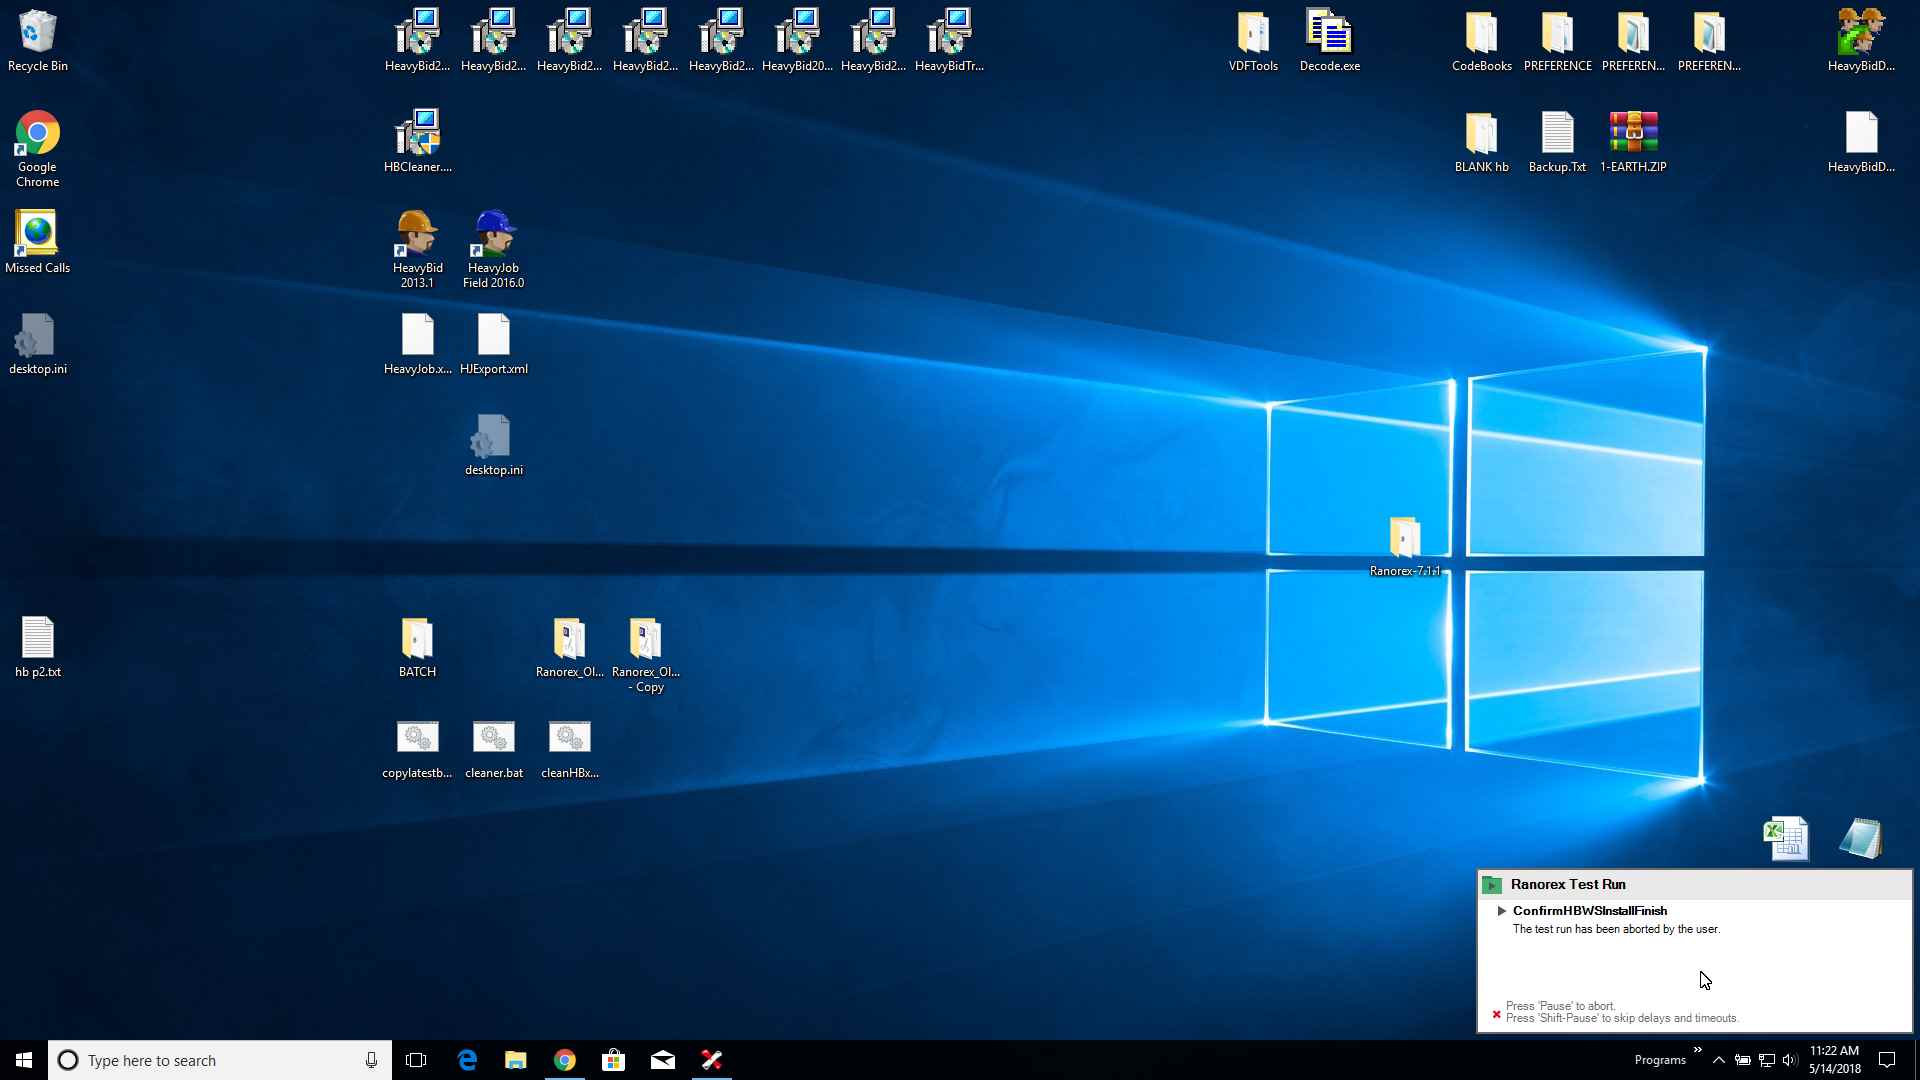 HeavyBid2...
HeavyBid2...
HeavyBid2...
HeavyBid2...
HeavyBid2...
HeavyBid20...
HeavyBid2...
HeavyBidTr...
VDFTools
Decode.exe
CodeBooks
PREFERENCE
PREFEREN...
PREFEREN...
HeavyBidD...
Recycle Bin
Google
Chrome
HBCleaner....
BLANK hb
Backup.Txt
1-EARTH.ZIP
HeavyBidD...
Missed Calls
HeavyBid
2013.1
HeavyJob
Field 2016.0
desktop.ini
HeavyJob.x...
HJExport.xml
desktop.ini
Ranorex-7.1.1
hb p2.txt
BATCH
Ranorex_Ol...
Ranorex_Ol...
- Copy
copylatestb...
cleaner.bat
cleanHBx...
Ranorex Test Run
ConfirmHBWSInstallFinish
The test run has been aborted by the user.
Press 'Pause' to abort.
Press 'Shift-Pause' to skip delays and timeouts.
Type here to search
Programs
11:22 AM
5/14/2018